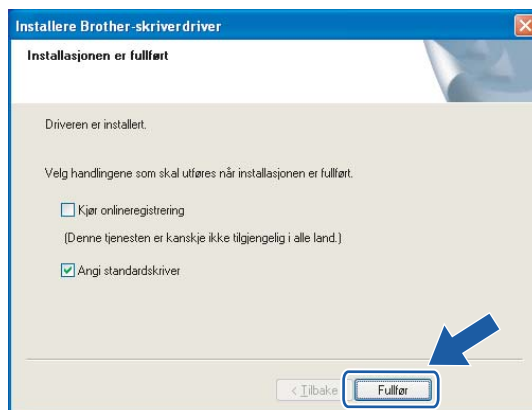 Installere Brother-skriverdriver
Installasjonen er fullført
Driveren er installert.
Velg handlingene som skal utføres når installasjonen er fullført.
Kjør onlineregistrering
(Denne tjenesten er kanskje ikke tilgjengelig i alle land.)
Angi standardskriver
< Tilbake
Fullfør